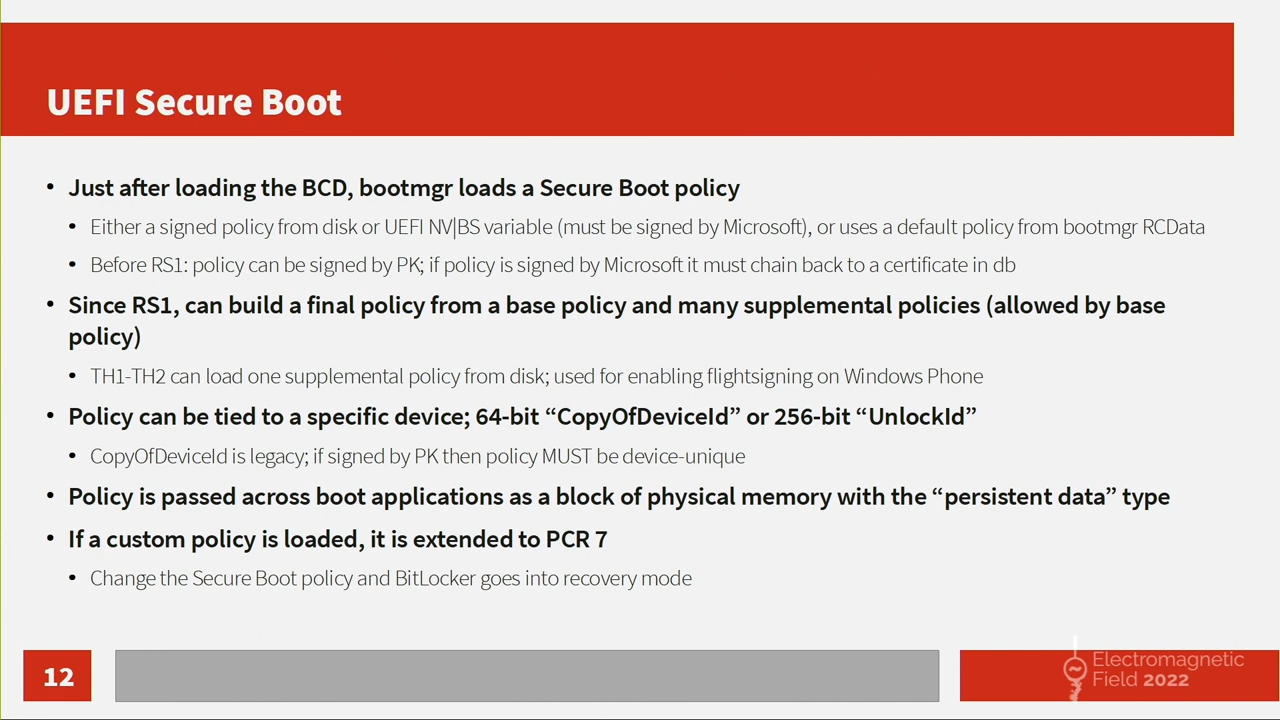 UEFI Secure Boot
• Just after loading the BCD, bootmgr loads a Secure Boot policy
• Either a signed policy from disk or UEFI NV|BS variable (must be signed by Microsoft), or uses a default policy from bootmgr RCData
• Before RS1: policy can be signed by PK; if policy is signed by Microsoft it must chain back to a certificate in db
• Since RS1, can build a final policy from a base policy and many supplemental policies (allowed by base
policy)
• TH1-TH2 can load one supplemental policy from disk; used for enabling flightsigning on Windows Phone
• Policy can be tied to a specific device; 64-bit “CopyOfDeviceId” or 256-bit “UnlockId”
• CopyOfDeviceId is legacy; if signed by PK then policy MUST be device-unique
• Policy is passed across boot applications as a block of physical memory with the “persistent data” type
• If a custom policy is loaded, it is extended to PCR 7
• Change the Secure Boot policy and BitLocker goes into recovery mode
12
Electromagnetic
Field 2022